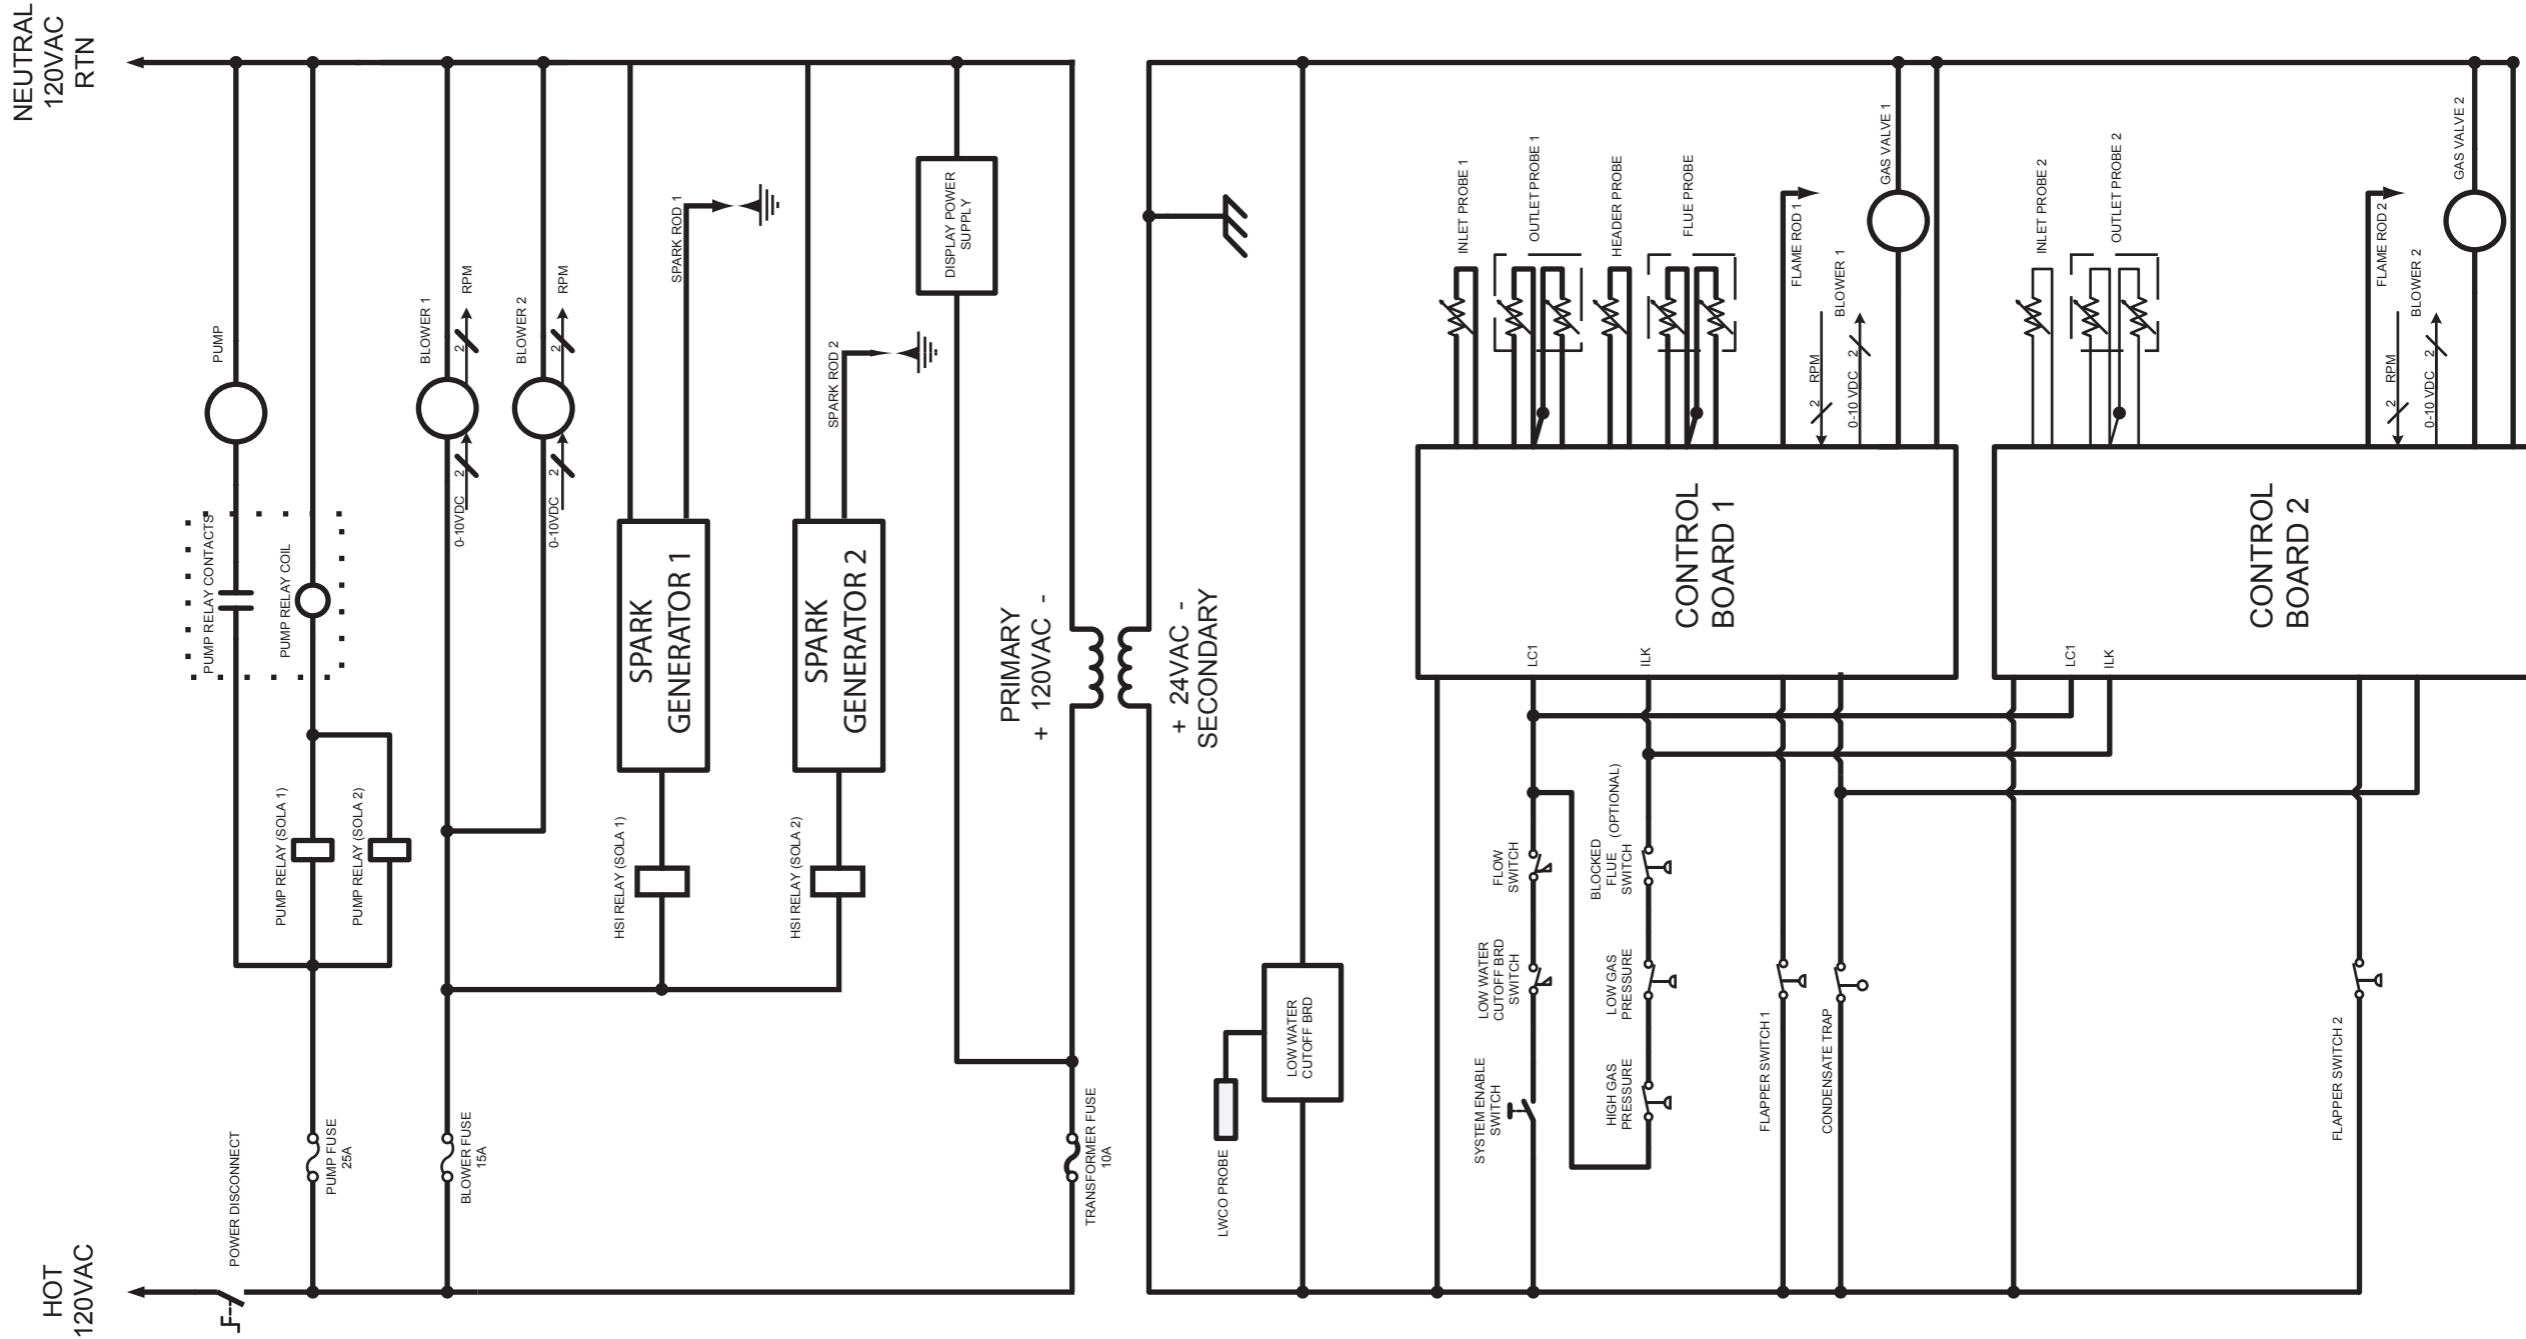 NEUTRAL
120VAC
RTN
HOT
120VAC
POWER DISCONNECT
PUMP
PUMP RELAY CONTACTS
PUMP RELAY COIL
PUMP RELAY (SOLA 1)
PUMP RELAY (SOLA 2)
PUMP FUSE
25A
BLOWER 1
2
RPM
0-10VDC
2
BLOWER 2
2
RPM
0-10VDC
2
BLOWER FUSE
15A
SPARK ROD 1
SPARK
GENERATOR 1
HSI RELAY (SOLA 1)
SPARK ROD 2
SPARK
GENERATOR 2
HSI RELAY (SOLA 2)
DISPLAY POWER
SUPPLY
PRIMARY
+ 120VAC -
TRANSFORMER FUSE
10A
+ 24VAC -
SECONDARY
LWCO PROBE
LOW WATER
CUTOFF BRD
INLET PROBE 1
OUTLET PROBE 1
HEADER PROBE
FLUE PROBE
FLAME ROD 1
2
RPM
BLOWER 1
0-10 VDC
2
GAS VALVE 1
CONTROL
BOARD 1
LC1
ILK
FLOW
SWITCH
LOW WATER
CUTOFF BRD
SWITCH
SYSTEM ENABLE
SWITCH
BLOCKED
FLUE
SWITCH
(OPTIONAL)
LOW GAS
PRESSURE
HIGH GAS
PRESSURE
FLAPPER SWITCH 1
CONDENSATE TRAP
INLET PROBE 2
OUTLET PROBE 2
FLAME ROD 2
2
RPM
BLOWER 2
0-10 VDC
2
GAS VALVE 2
CONTROL
BOARD 2
LC1
ILK
FLAPPER SWITCH 2